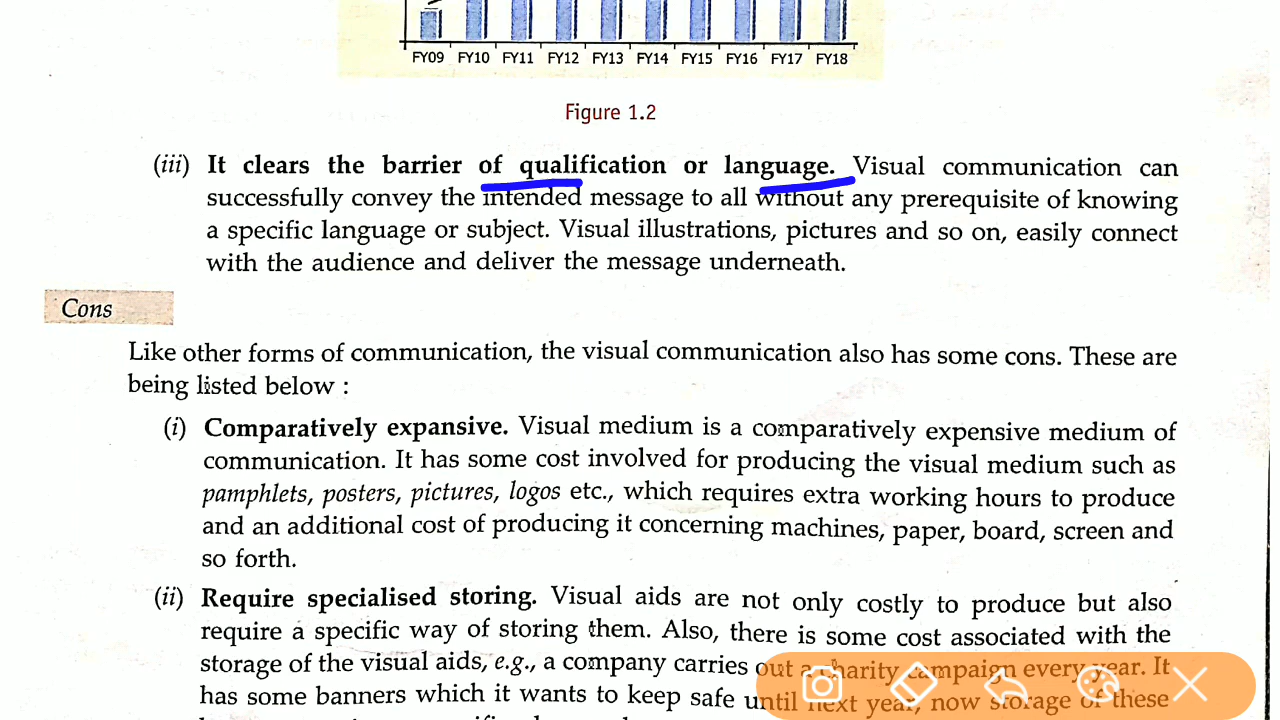 FY09 FY10 FY11 FY12 FY13 FY14 FY15 FY16 FY17 FY18
Figure 1.2
(iii) It clears the barrier of qualification or language. Visual communication can
successfully convey the intended message to all without any prerequisite of knowing
a specific language or subject. Visual illustrations, pictures and so on, easily connect
with the audience and deliver the message underneath.
Cons
Like other forms of communication, the visual communication also has some cons. These are
being listed below :
(i) Comparatively expansive. Visual medium is a comparatively expensive medium of
communication. It has some cost involved for producing the visual medium such as
pamphlets, posters, pictures, logos etc., which requires extra working hours to produce
and an additional cost of producing it concerning machines, paper, board, screen and
so forth.
(ii) Require specialised storing. Visual aids are not only costly to produce but also
require a specific way of storing them. Also, there is some cost associated with the
storage of the visual aids, e.g., a company carries out a charity campaign every year. It
has some banners which it wants to keep safe until next year, now storage of these